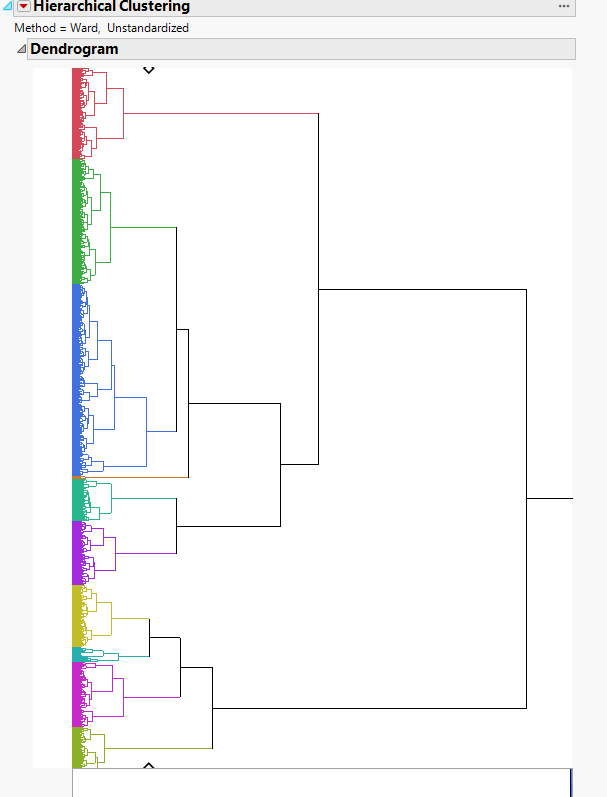 Hierarchical Clustering
Method = Ward, Unstandardized
Dendrogram